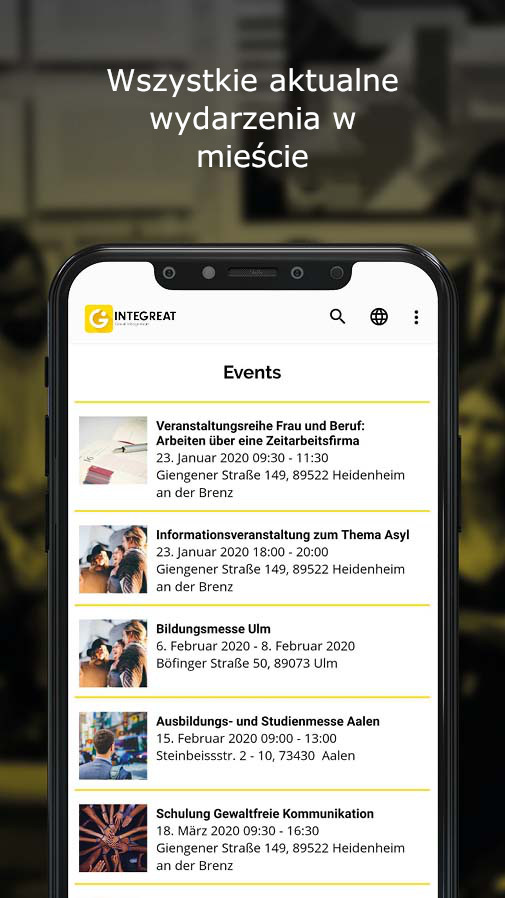 Wszystkie aktualne
wydarzenia w
mieście
INTEGREAT
Events
Veranstaltungsreihe Frau und Beruf:
Arbeiten über eine Zeitarbeitsfirma
23. Januar 2020 09:30 - 11:30
Giengener Straße 149, 89522 Heidenheim
an der Brenz
Informationsveranstaltung zum Thema Asyl
23. Januar 2020 18:00 - 20:00
Giengener Straße 149, 89522 Heidenheim
an der Brenz
Bildungsmesse Ulm
6. Februar 2020 - 8. Februar 2020
Böfinger Straße 50, 89073 Ulm
Ausbildungs- und Studienmesse Aalen
15. Februar 2020 09:00 - 13:00
Steinbeissstr. 2 - 10, 73430  Aalen
Schulung Gewaltfreie Kommunikation
18. März 2020 09:30 - 16:30
Giengener Straße 149, 89522 Heidenheim
an der Brenz